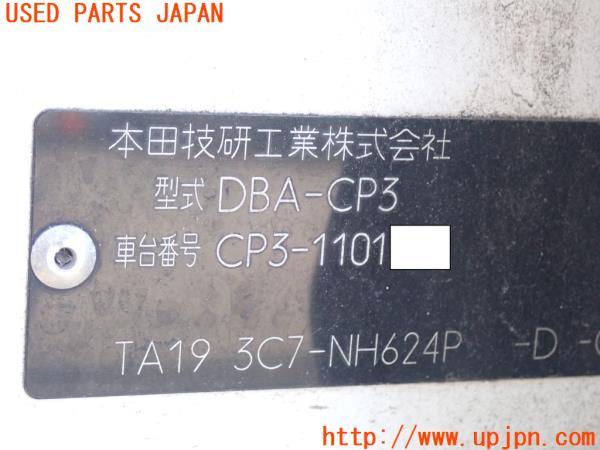 USED PARTS JAPAN
本田技研工業株式会社
型式 DBA-CP3
車台番号 CP3-1101
TA19 3C7-NH624P -D -
http://www.upjpn.com/